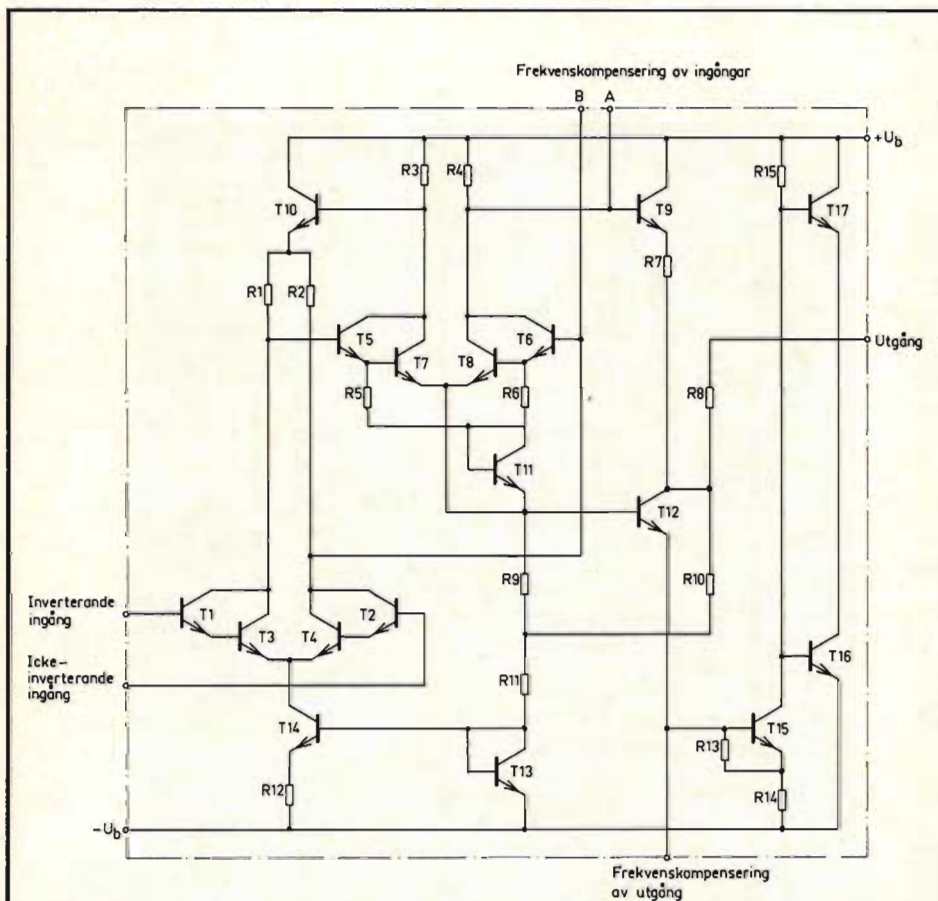 Frekvenskompensering av ingångar
B A
+Ub
R3 R4 R15
T10 T9 T17
R7
R1 R2
T5 T6
Utgång
T7 T8
R5 R6 R8
T11
T12
R9 R10
Inverterande
ingång
T1 T3 T4 T2
T16
Icke-
inverterande
ingång
R11
T14 T15
R13
T13
R12 R14
-Ub
Frekvenskompensering
av utgång